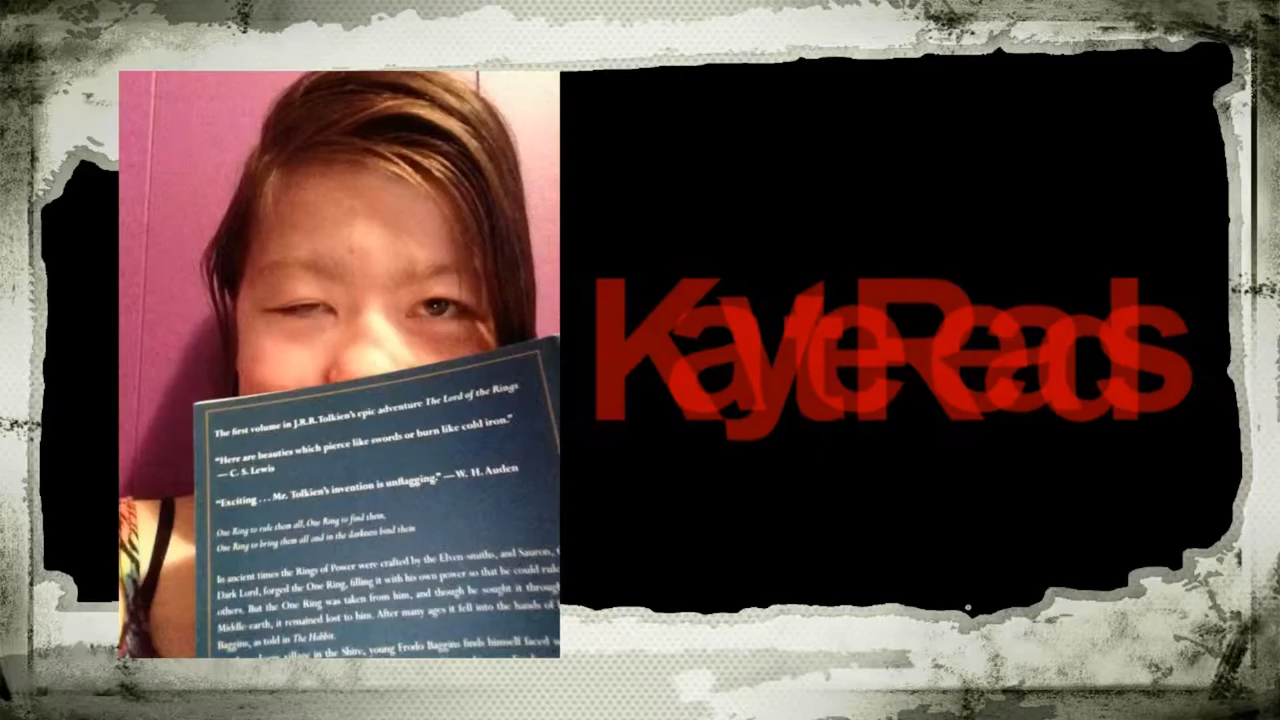 The first volume in J.R.R. Tolkien's epic adventure The Lord of the Rings
"Here are beauties which pierce like swords or burn like cold iron."
— C. S. Lewis
"Exciting . . . Mr. Tolkien's invention is unflagging." —W. H. Auden
One Ring to rule them all, One Ring to find them,
One Ring to bring them all and in the darkness bind them
In ancient times the Rings of Power were crafted by the Elven-smiths, and Sauron,
Dark Lord, forged the One Ring, filling it with his own power so that he could rule
others. But the One Ring was taken from him, and though he sought it through
Middle-earth, it remained lost to him. After many ages it fell into the hands of
Baggins, as told in The Hobbit.
village in the Shire, young Frodo Baggins finds himself faced
KayteReads